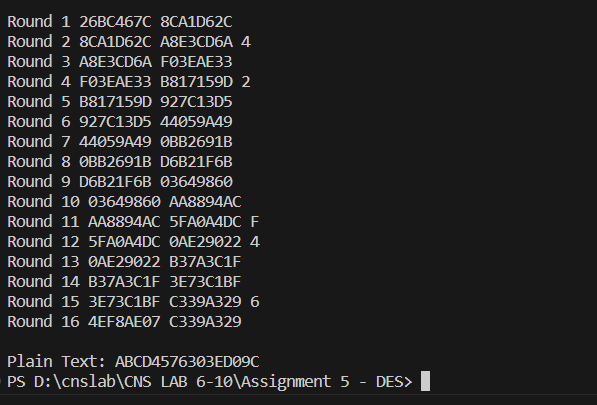 Round 1 26BC467C 8CA1D62C
Round 2 8CA1D62C A8E3CD6A 4
Round 3 A8E3CD6A F03EAE33
Round 4 F03EAE33 B817159D 2
Round 5 B817159D 927C13D5
Round 6 927C13D5 44059A49
Round 7 44059A49 0BB2691B
Round 8 0BB2691B D6B21F6B
Round 9 D6B21F6B 03649860
Round 10 03649860 AA8894AC
Round 11 AA8894AC 5FA0A4DC F
Round 12 5FA0A4DC 0AE29022 4
Round 13 0AE29022 B37A3C1F
Round 14 B37A3C1F 3E73C1BF
Round 15 3E73C1BF C339A329 6
Round 16 4EF8AE07 C339A329
Plain Text: ABCD4576303ED09C
PS D:\cnslab\CNS LAB 6-10\Assignment 5 - DES>